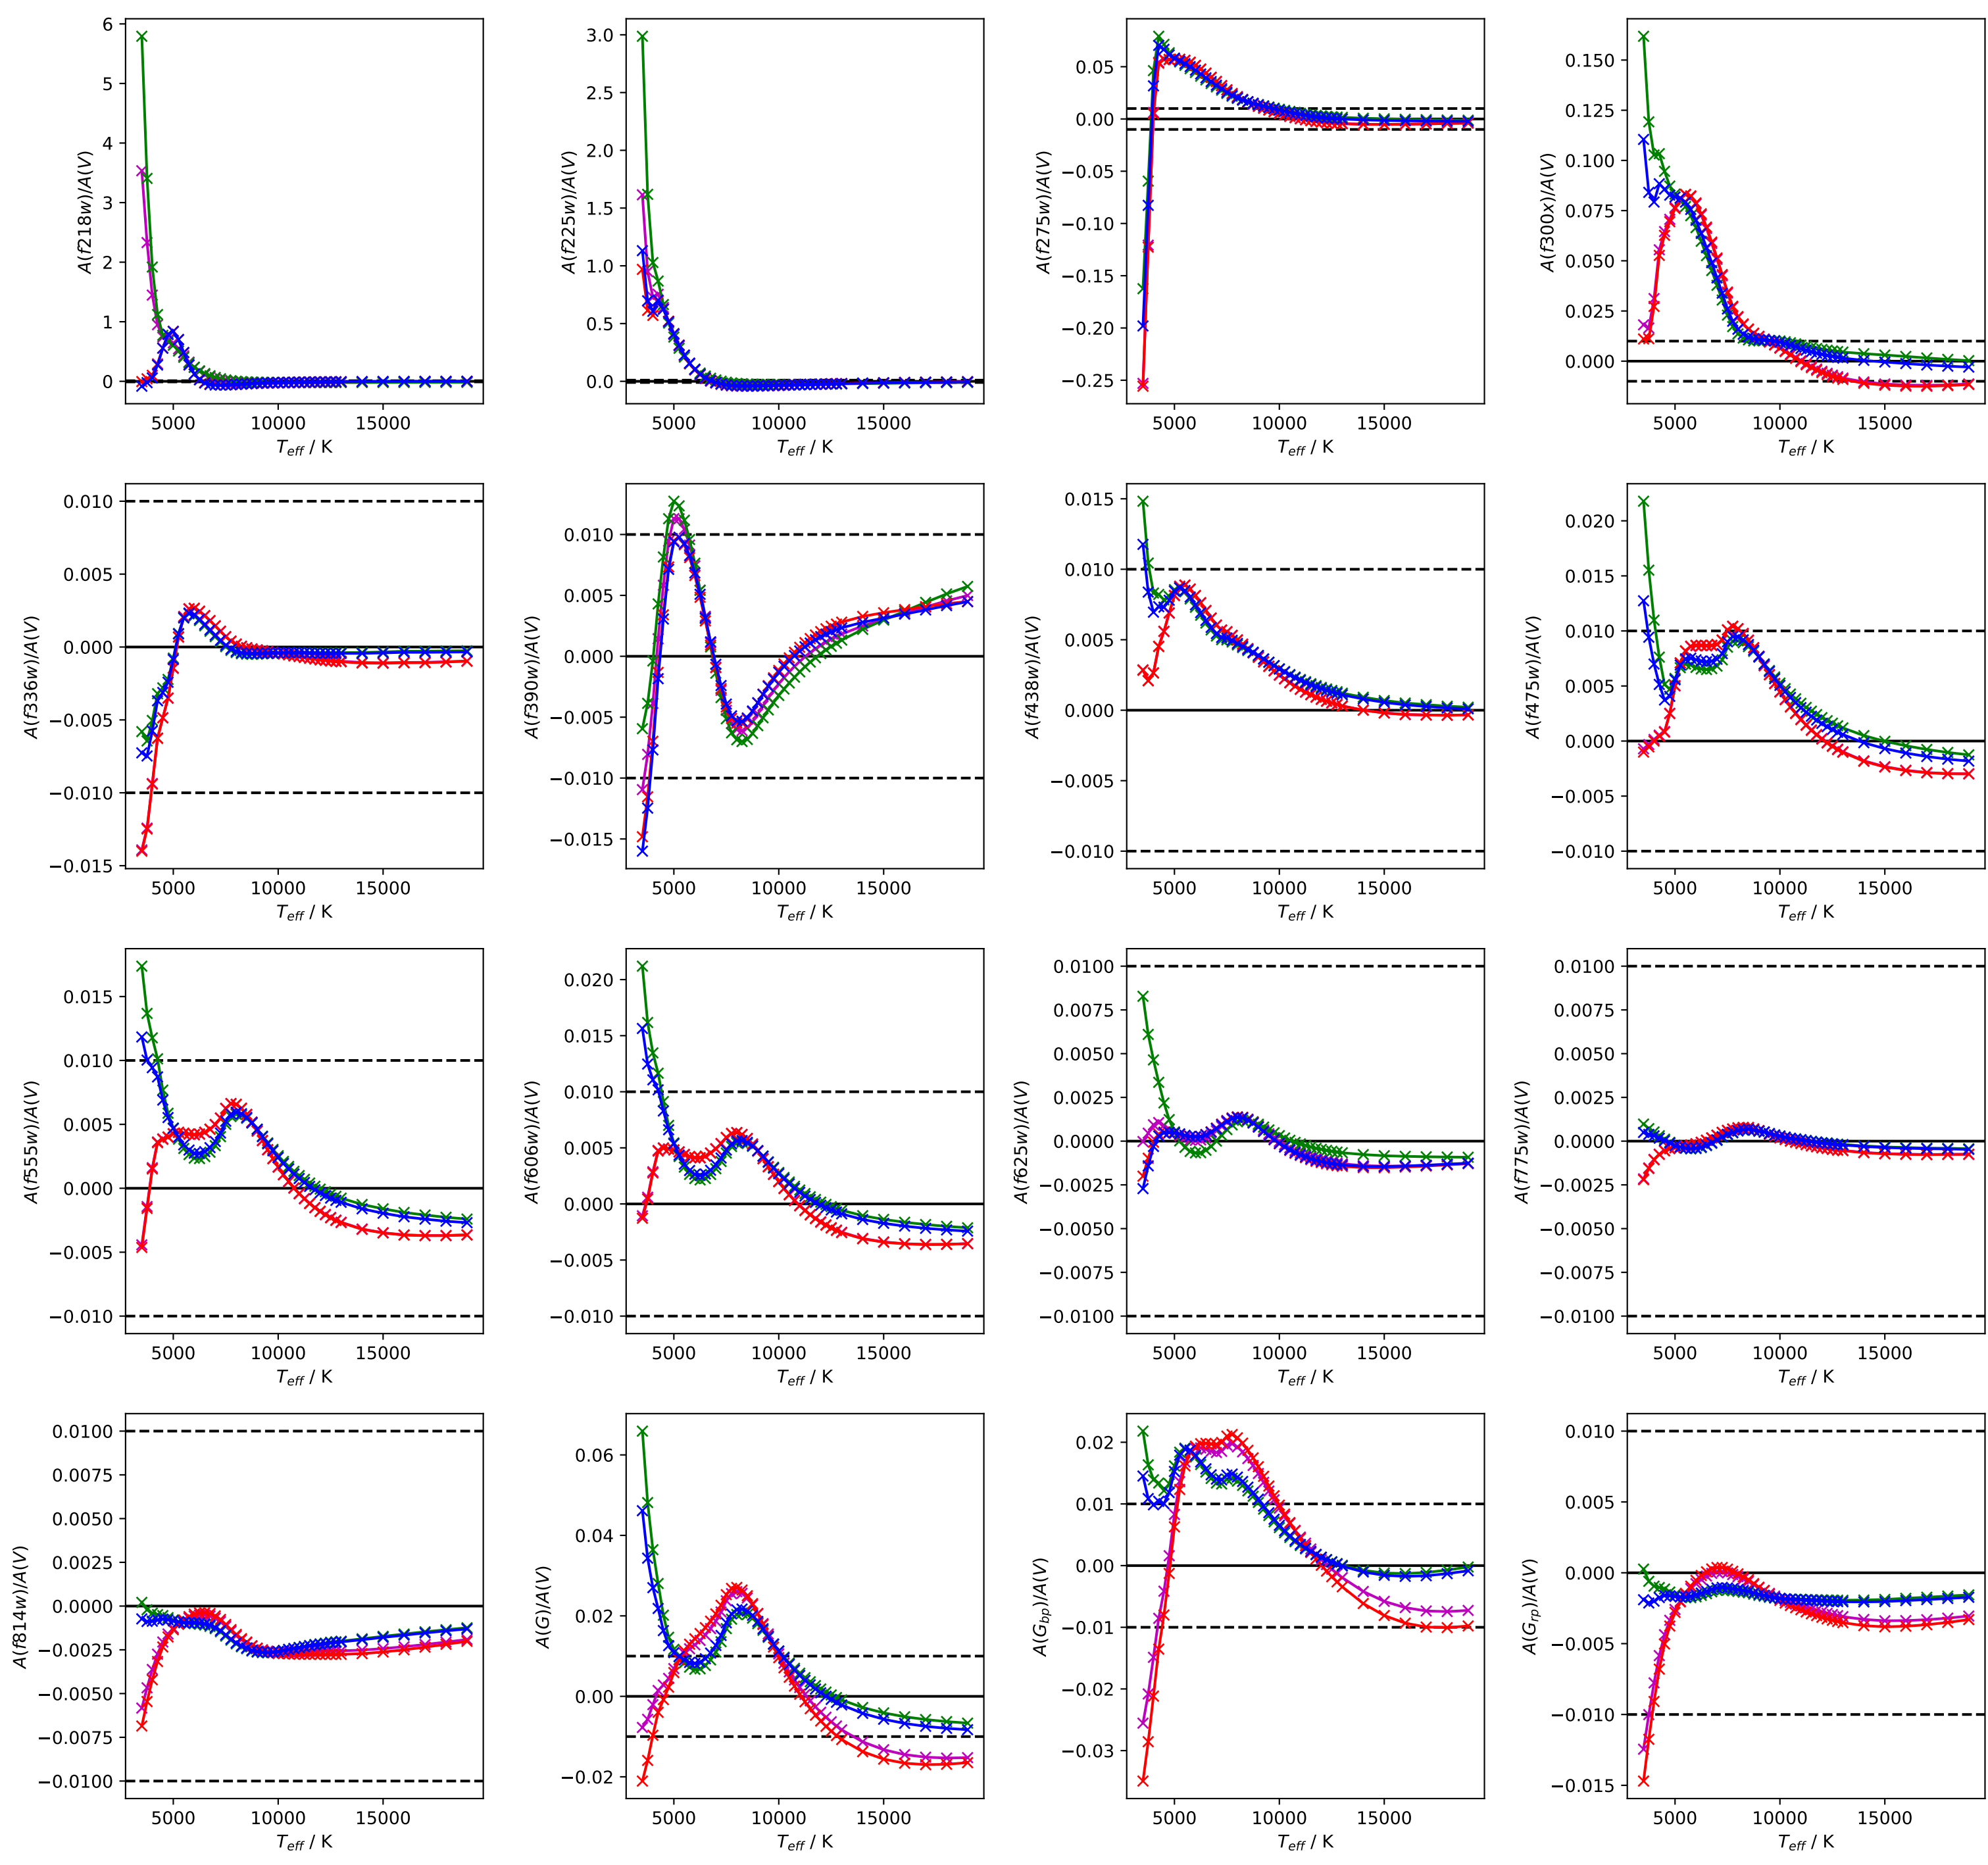 6
5
4
3
2
1
0
A(f218w)/A(V)
5000 10000 15000
T_eff / K
3.0
2.5
2.0
1.5
1.0
0.5
0.0
A(f225w)/A(V)
5000 10000 15000
T_eff / K
0.05
0.00
−0.05
−0.10
−0.15
−0.20
−0.25
A(f275w)/A(V)
5000 10000 15000
T_eff / K
0.150
0.125
0.100
0.075
0.050
0.025
0.000
A(f300x)/A(V)
5000 10000 15000
T_eff / K
0.010
0.005
0.000
−0.005
−0.010
−0.015
A(f336w)/A(V)
5000 10000 15000
T_eff / K
0.010
0.005
0.000
−0.005
−0.010
−0.015
A(f390w)/A(V)
5000 10000 15000
T_eff / K
0.015
0.010
0.005
0.000
−0.005
−0.010
A(f438w)/A(V)
5000 10000 15000
T_eff / K
0.020
0.015
0.010
0.005
0.000
−0.005
−0.010
A(f475w)/A(V)
5000 10000 15000
T_eff / K
0.015
0.010
0.005
0.000
−0.005
−0.010
A(f555w)/A(V)
5000 10000 15000
T_eff / K
0.020
0.015
0.010
0.005
0.000
−0.005
−0.010
A(f606w)/A(V)
5000 10000 15000
T_eff / K
0.0100
0.0075
0.0050
0.0025
0.0000
−0.0025
−0.0050
−0.0075
−0.0100
A(f625w)/A(V)
5000 10000 15000
T_eff / K
0.0100
0.0075
0.0050
0.0025
0.0000
−0.0025
−0.0050
−0.0075
−0.0100
A(f775w)/A(V)
5000 10000 15000
T_eff / K
0.0100
0.0075
0.0050
0.0025
0.0000
−0.0025
−0.0050
−0.0075
−0.0100
A(f814w)/A(V)
5000 10000 15000
T_eff / K
0.06
0.04
0.02
0.00
−0.02
A(G)/A(V)
5000 10000 15000
T_eff / K
0.02
0.01
0.00
−0.01
−0.02
−0.03
A(G_bp)/A(V)
5000 10000 15000
T_eff / K
0.010
0.005
0.000
−0.005
−0.010
−0.015
A(G_rp)/A(V)
5000 10000 15000
T_eff / K